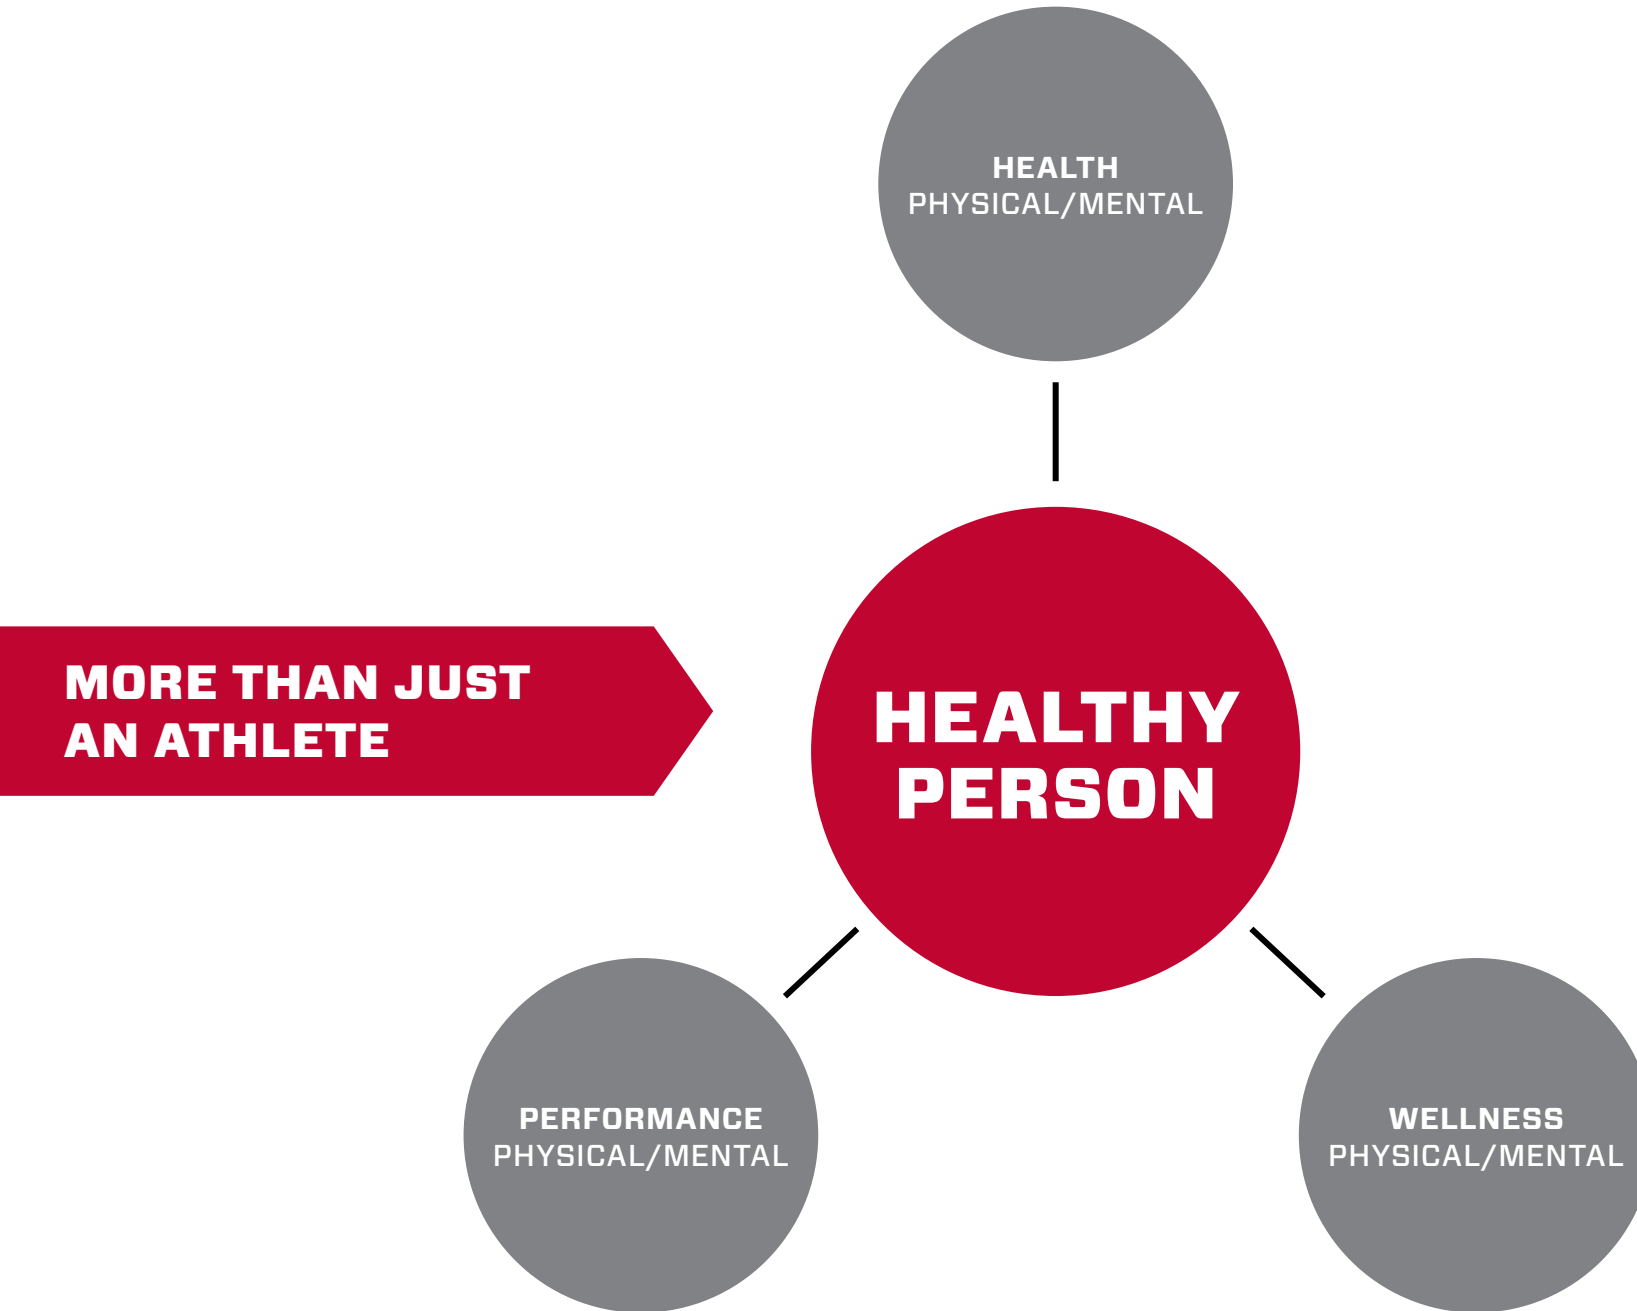 HEALTH
PHYSICAL/MENTAL
MORE THAN JUST
AN ATHLETE
HEALTHY
PERSON
PERFORMANCE
PHYSICAL/MENTAL
WELLNESS
PHYSICAL/MENTAL